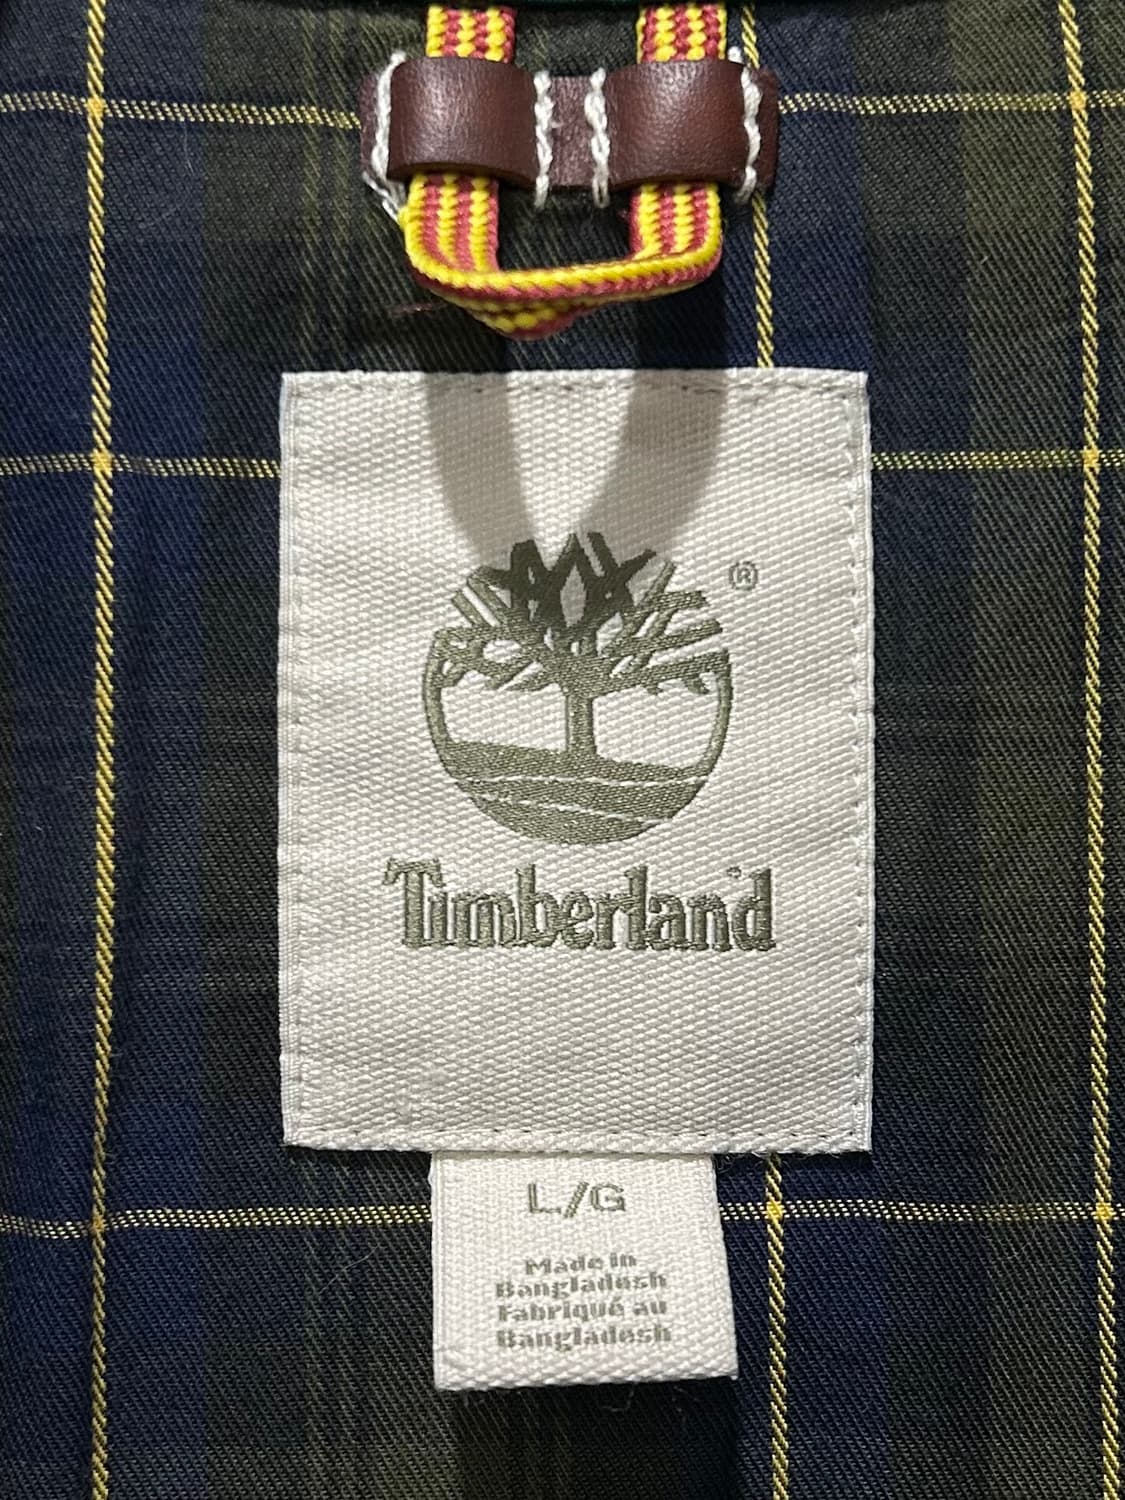 ®
Timberland
L/G
Made in
Bangladesh
Fabriqué au
Bangladesh